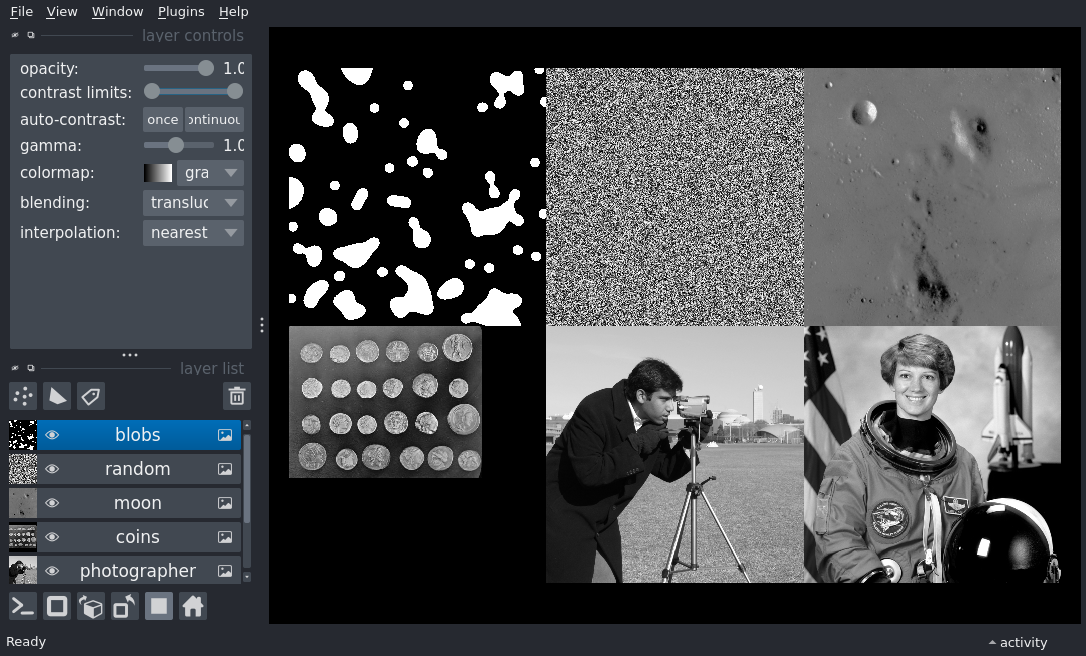 File View Window Plugins Help
layer controls
opacity: 1.0
contrast limits:
auto-contrast: once ontinuou
gamma: 1.0
colormap: gra
blending: transluc
interpolation: nearest
layer list
blobs
random
moon
coins
photographer
Ready
activity